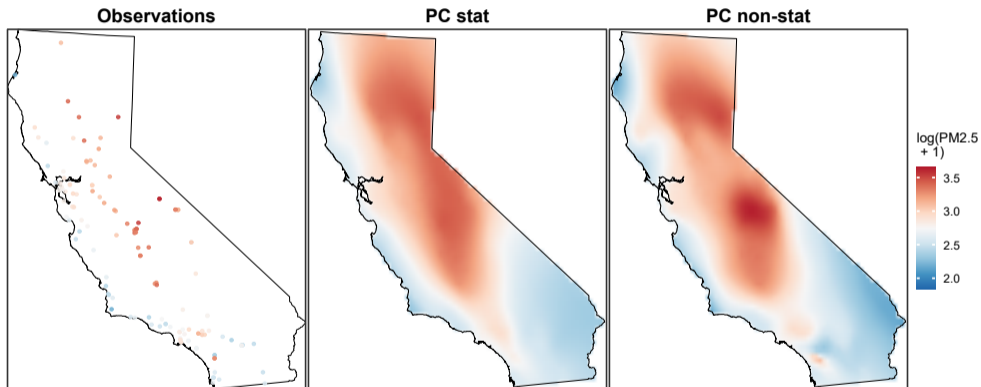 Observations
PC stat
PC non-stat
log(PM2.5
+ 1)
3.5
3.0
2.5
2.0